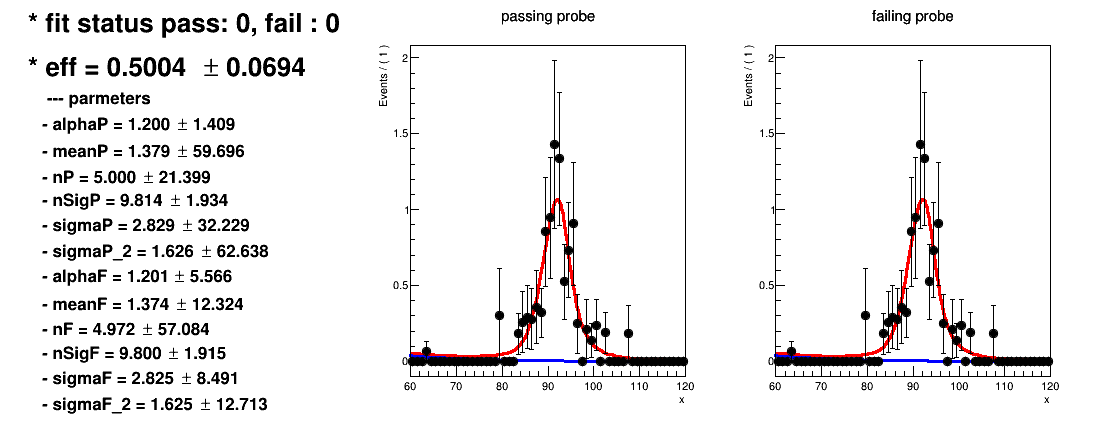 * fit status pass: 0, fail : 0
* eff = 0.5004 ± 0.0694
--- parmeters
- alphaP = 1.200 ± 1.409
- meanP = 1.379 ± 59.696
- nP = 5.000 ± 21.399
- nSigP = 9.814 ± 1.934
- sigmaP = 2.829 ± 32.229
- sigmaP_2 = 1.626 ± 62.638
- alphaF = 1.201 ± 5.566
- meanF = 1.374 ± 12.324
- nF = 4.972 ± 57.084
- nSigF = 9.800 ± 1.915
- sigmaF = 2.825 ± 8.491
- sigmaF_2 = 1.625 ± 12.713
passing probe
Events / ( 1 )
2
1.5
1
0.5
0
60 70 80 90 100 110 120
x
failing probe
Events / ( 1 )
2
1.5
1
0.5
0
60 70 80 90 100 110 120
x